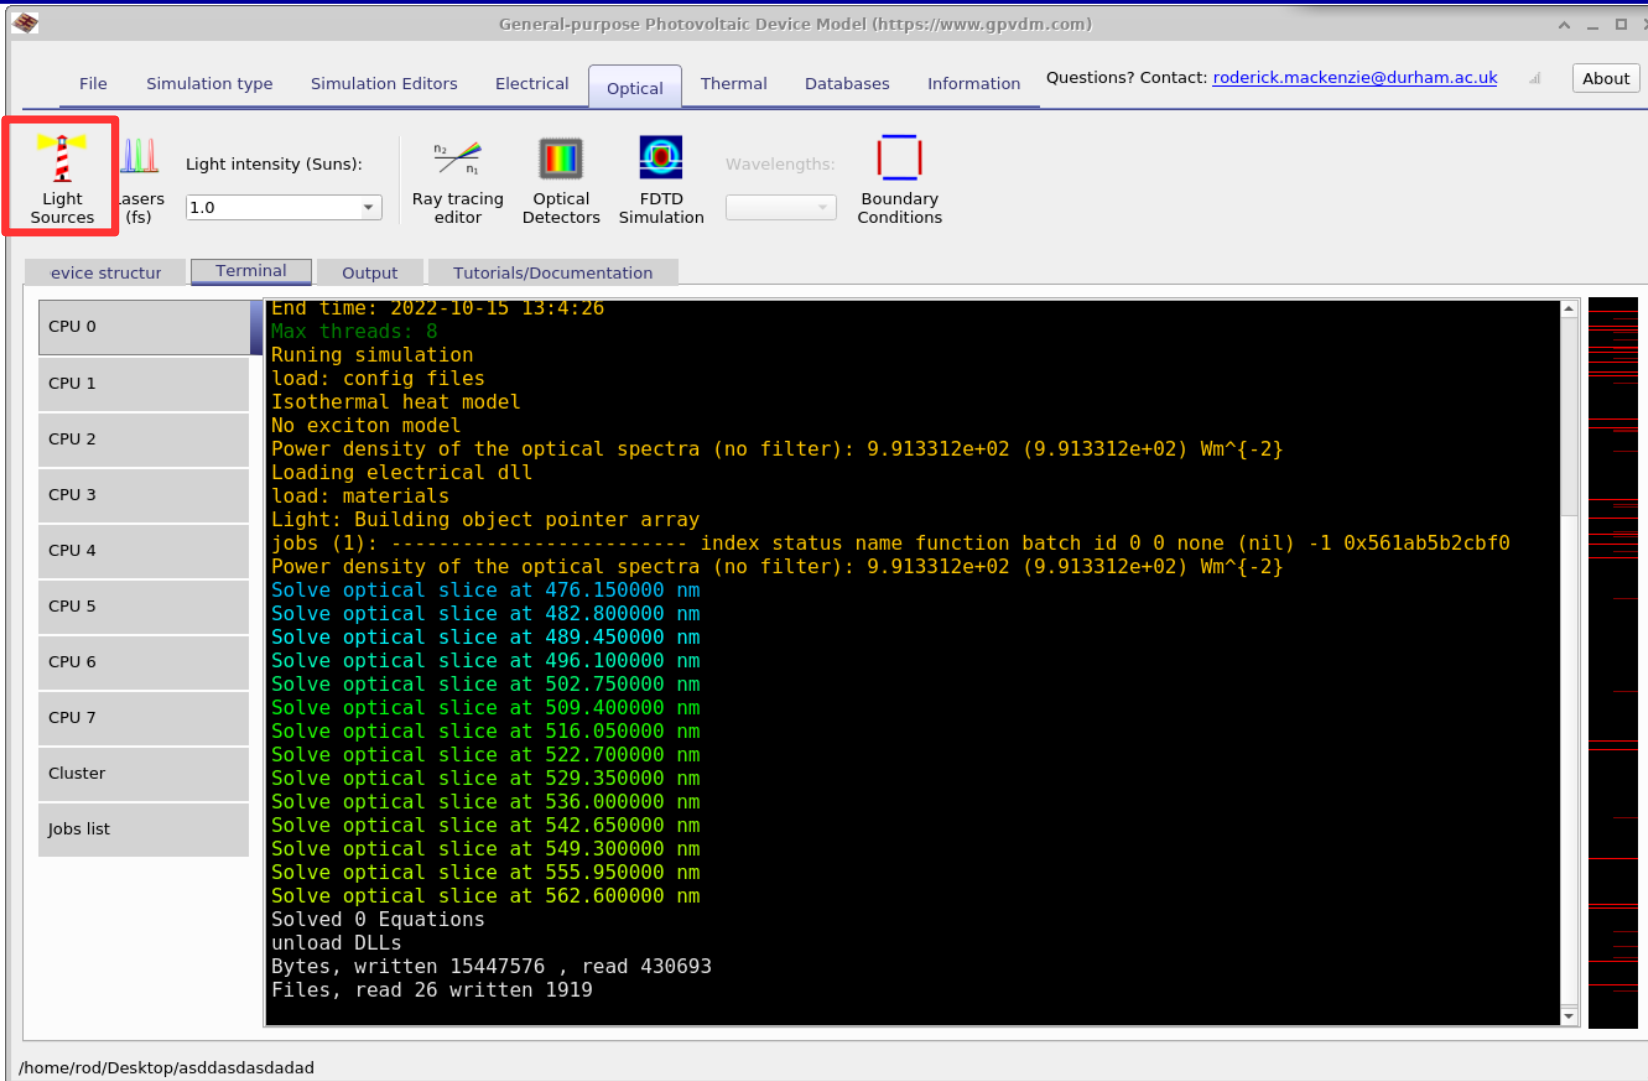 General-purpose Photovoltaic Device Model (https://www.gpvdm.com)
File Simulation type Simulation Editors Electrical Optical Thermal Databases Information Questions? Contact: roderick.mackenzie@durham.ac.uk About
Light Sources
asers (fs)
Light intensity (Suns):
1.0
n2 n1
Ray tracing editor
Optical Detectors
FDTD Simulation
Wavelengths:
Boundary Conditions
evice structur Terminal Output Tutorials/Documentation
CPU 0
CPU 1
CPU 2
CPU 3
CPU 4
CPU 5
CPU 6
CPU 7
Cluster
Jobs list
End time: 2022-10-15 13:4:26
Max threads: 8
Runing simulation
load: config files
Isothermal heat model
No exciton model
Power density of the optical spectra (no filter): 9.913312e+02 (9.913312e+02) Wm^{-2}
Loading electrical dll
load: materials
Light: Building object pointer array
jobs (1): ------------------------- index status name function batch id 0 0 none (nil) -1 0x561ab5b2cbf0
Power density of the optical spectra (no filter): 9.913312e+02 (9.913312e+02) Wm^{-2}
Solve optical slice at 476.150000 nm
Solve optical slice at 482.800000 nm
Solve optical slice at 489.450000 nm
Solve optical slice at 496.100000 nm
Solve optical slice at 502.750000 nm
Solve optical slice at 509.400000 nm
Solve optical slice at 516.050000 nm
Solve optical slice at 522.700000 nm
Solve optical slice at 529.350000 nm
Solve optical slice at 536.000000 nm
Solve optical slice at 542.650000 nm
Solve optical slice at 549.300000 nm
Solve optical slice at 555.950000 nm
Solve optical slice at 562.600000 nm
Solved 0 Equations
unload DLLs
Bytes, written 15447576 , read 430693
Files, read 26 written 1919
/home/rod/Desktop/asddasdasdadad